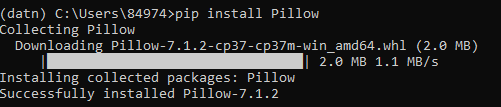 (datn) C:\Users\84974>pip install Pillow
Collecting Pillow
  Downloading Pillow-7.1.2-cp37-cp37m-win_amd64.whl (2.0 MB)
     |████████████████████████████████| 2.0 MB 1.1 MB/s
Installing collected packages: Pillow
Successfully installed Pillow-7.1.2